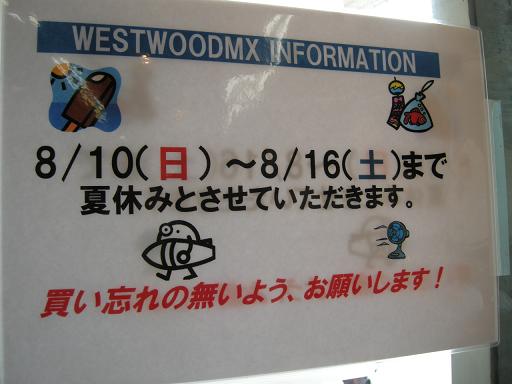 WESTWOODMX INFORMATION
8/10(日)～8/16(土)まで
夏休みとさせていただきます。
買い忘れの無いよう、お願いします！